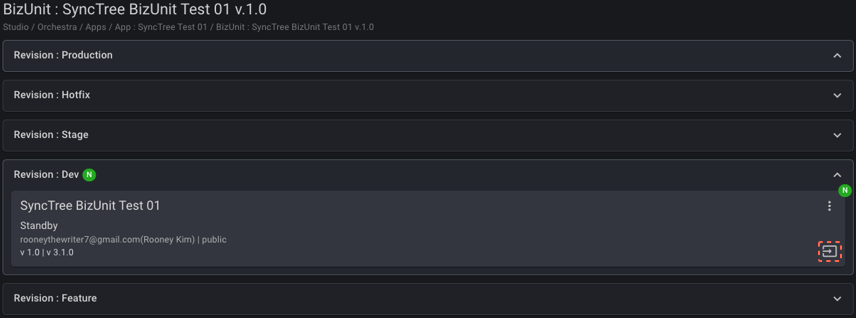 BizUnit : SyncTree BizUnit Test 01 v.1.0
Studio / Orchestra / Apps / App : SyncTree Test 01 / BizUnit : SyncTree BizUnit Test 01 v.1.0
Revision : Production
Revision : Hotfix
Revision : Stage
Revision : Dev N
N
SyncTree BizUnit Test 01
Standby
rooneythewriter7@gmail.com(Rooney Kim) | public
v 1.0 | v 3.1.0
Revision : Feature